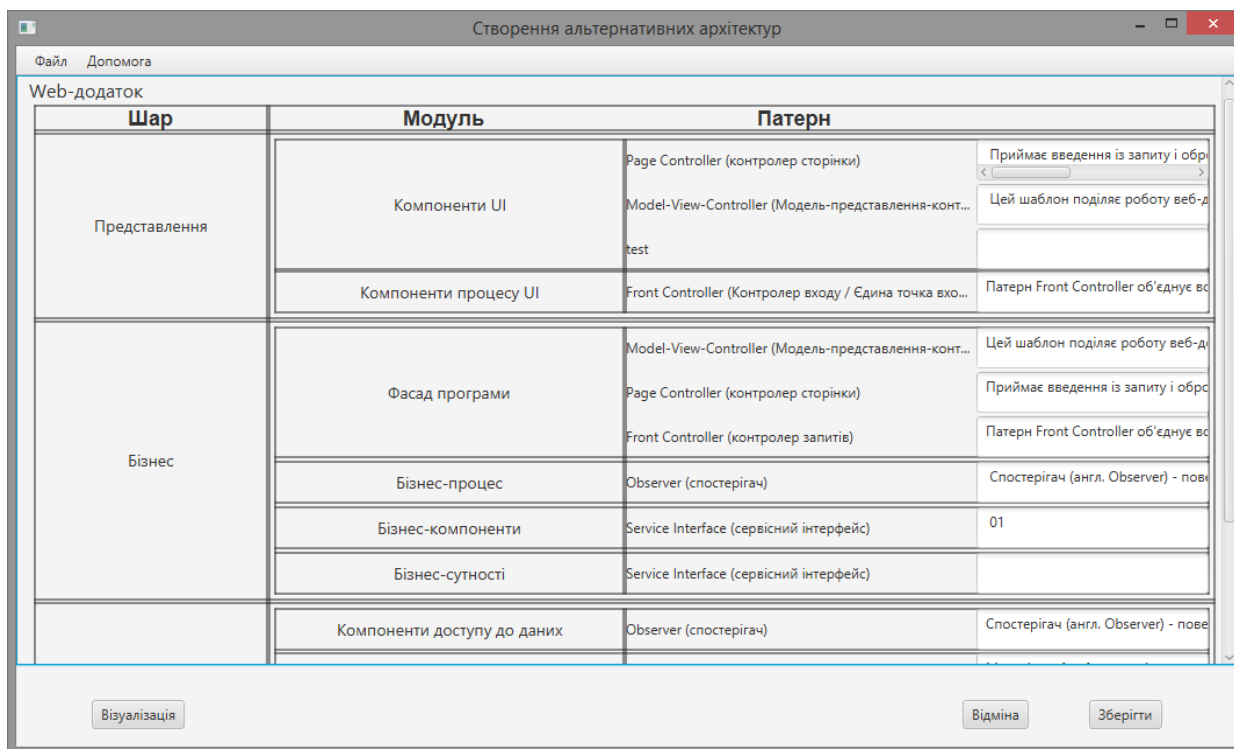 Створення альтернативних архітектур
Файл Допомога
Web-додаток
Шар Модуль Патерн
Представлення
Компоненти UI
Page Controller (контролер сторінки)
Приймає введення із запиту і обр
Model-View-Controller (Модель-представлення-конт...
Цей шаблон поділяє роботу веб-д
test
Компоненти процесу UI
Front Controller (Контролер входу / Єдина точка вхо...
Патерн Front Controller об'єднує вс
Бізнес
Фасад програми
Model-View-Controller (Модель-представлення-конт...
Цей шаблон поділяє роботу веб-д
Page Controller (контролер сторінки)
Приймає введення із запиту і обро
Front Controller (контролер запитів)
Патерн Front Controller об'єднує вс
Бізнес-процес
Observer (спостерігач)
Спостерігач (англ. Observer) - пове
Бізнес-компоненти
Service Interface (сервісний інтерфейс)
01
Бізнес-сутності
Service Interface (сервісний інтерфейс)
Компоненти доступу до даних
Observer (спостерігач)
Спостерігач (англ. Observer) - пове
Візуалізація Відміна Зберігти